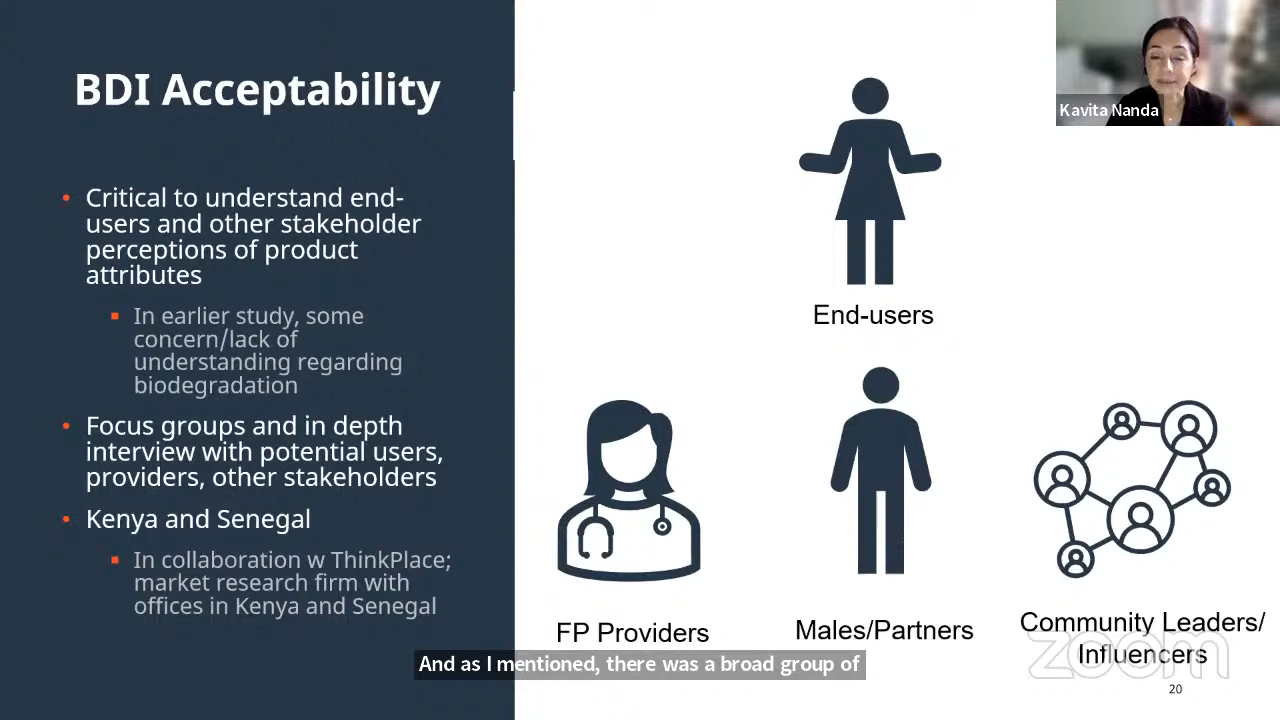 BDI Acceptability
• Critical to understand end-
users and other stakeholder
perceptions of product
attributes
▪ In earlier study, some
concern/lack of
understanding regarding
biodegradation
• Focus groups and in depth
interview with potential users,
providers, other stakeholders
• Kenya and Senegal
▪ In collaboration w ThinkPlace;
market research firm with
offices in Kenya and Senegal
Kavita Nanda
End-users
FP Providers
Males/Partners
Community Leaders/
Influencers
zoom
And as I mentioned, there was a broad group of
20